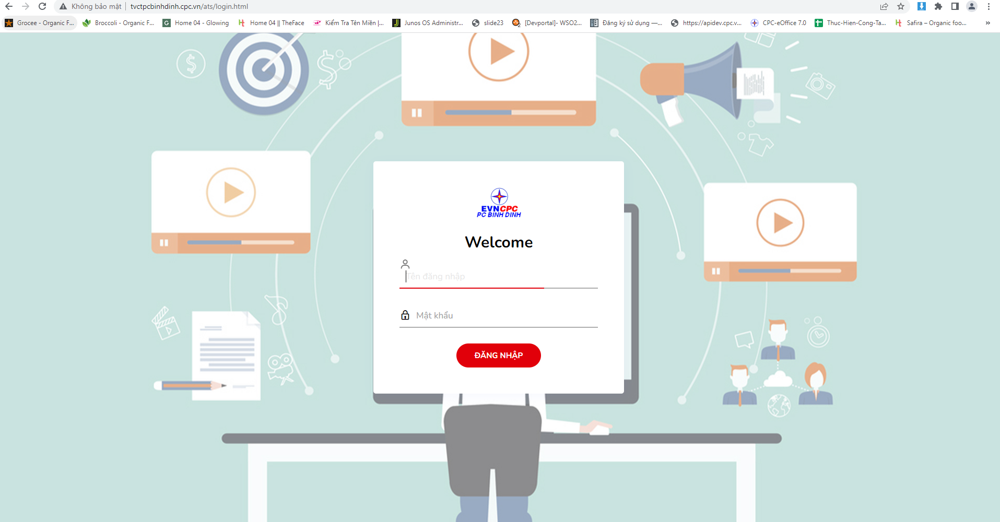 Không bảo mật | tvctpcbinhdinh.cpc.vn/ats/login.html
Grocee - Organic F... Broccoli - Organic F... Home 04 - Glowing Home 04 || TheFace Kiểm Tra Tên Miền |... Junos OS Administr... slide23 [Devportal]- WSO2... Đăng ký sử dụng —... https://apidev.cpc.v... CPC-eOffice 7.0 Thuc-Hien-Cong-Ta... Safira – Organic foo... »
EVNCPC
PC BINH DINH
Welcome
Tên đăng nhập
Mật khẩu
ĐĂNG NHẬP